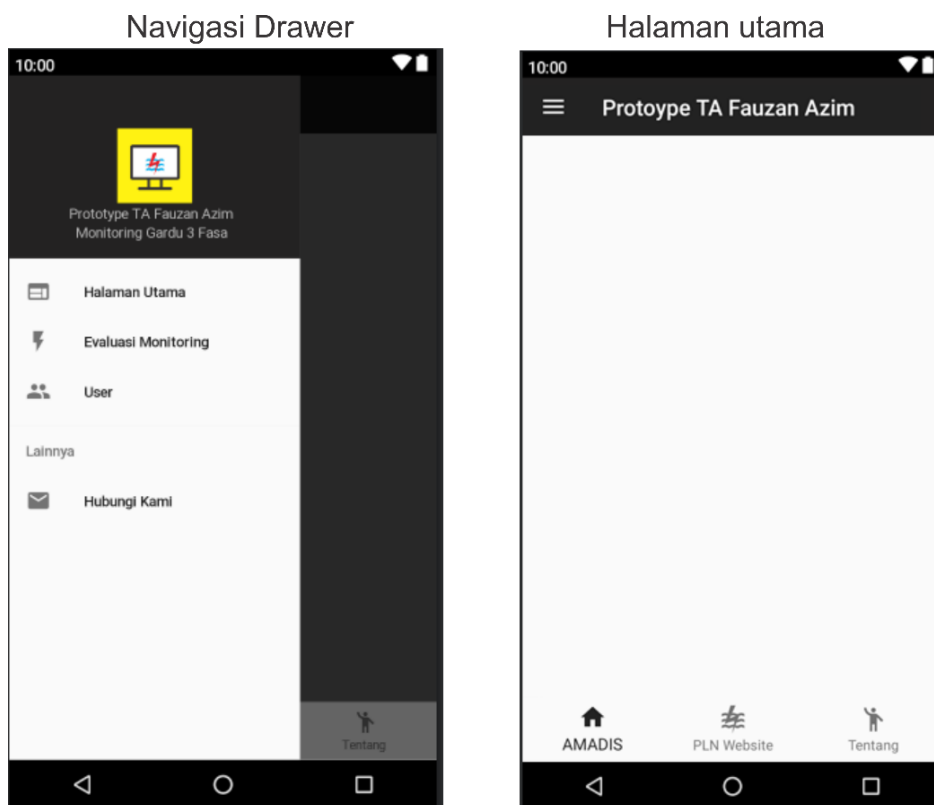 Navigasi Drawer
10:00
Prototype TA Fauzan Azim
Monitoring Gardu 3 Fasa
Halaman Utama
Evaluasi Monitoring
User
Lainnya
Hubungi Kami
Tentang
Halaman utama
10:00
Protoype TA Fauzan Azim
AMADIS
PLN Website
Tentang